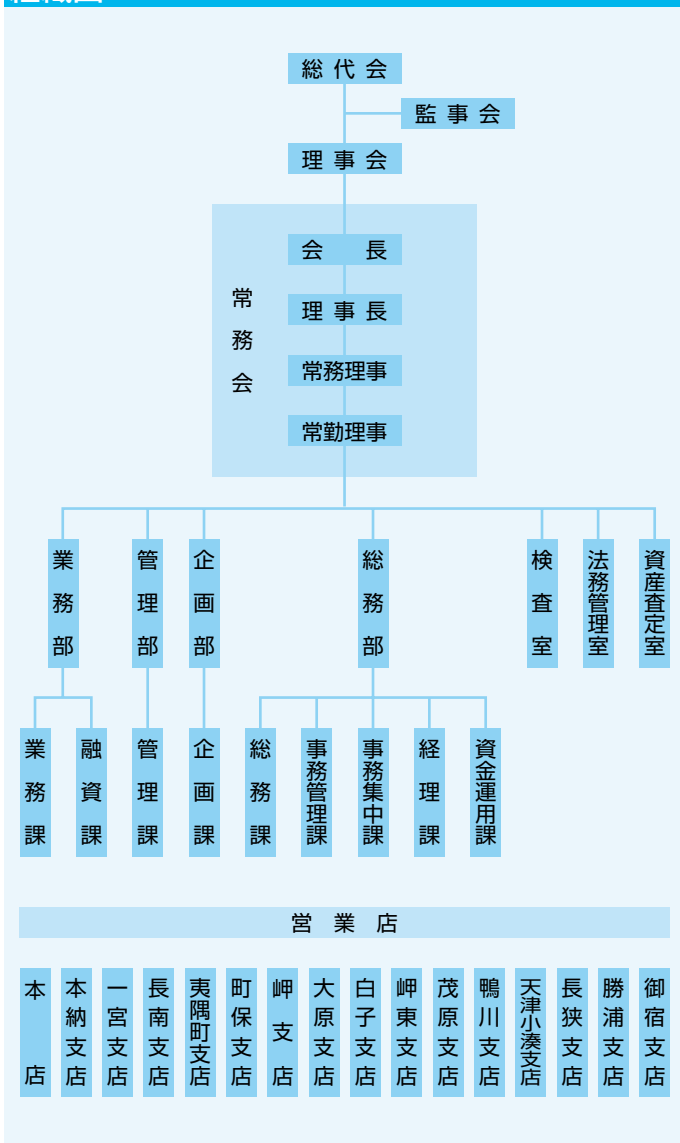 総代会
監事会
理事会
常務会
会長
理事長
常務理事
常勤理事
業務部
管理部
企画部
総務部
検査室
法務管理室
資産査定室
業務課
融資課
管理課
企画課
総務課
事務管理課
事務集中課
経理課
資金運用課
営業店
本店
本納支店
一宮支店
長南支店
夷隅町支店
町保支店
岬支店
大原支店
白子支店
岬東支店
茂原支店
鴨川支店
天津小湊支店
長狭支店
勝浦支店
御宿支店